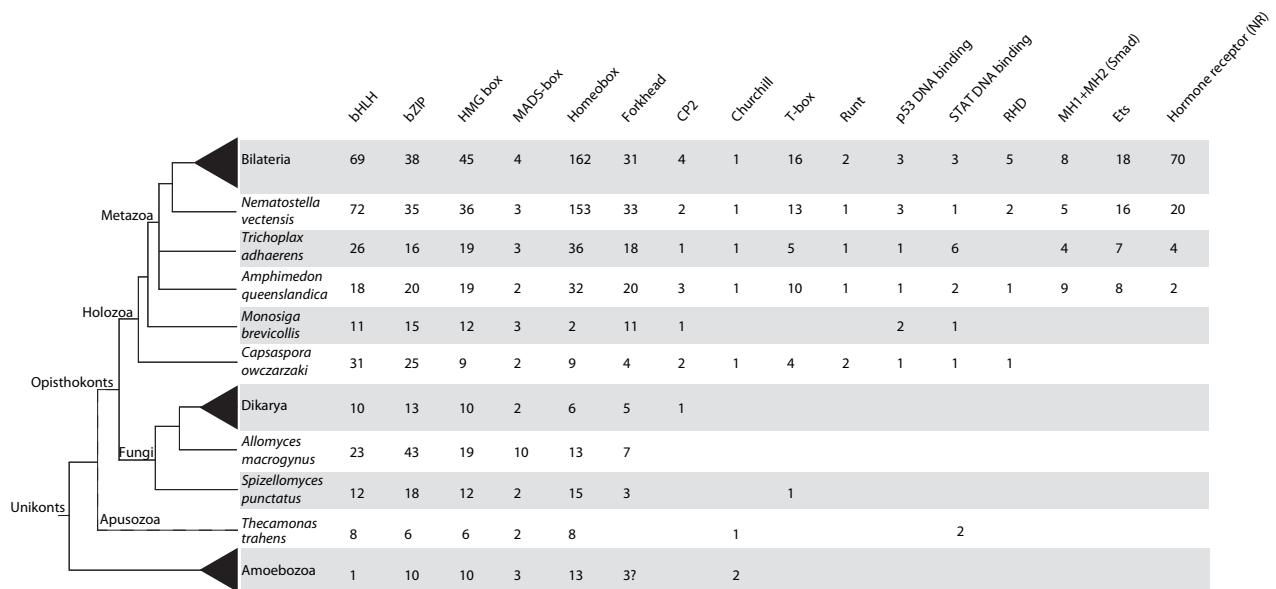 bHLH bZIP HMG box MADS-box Homeobox Forkhead CP2 Churchill T-box Runt p53 DNA binding STAT DNA binding RHD MH1+MH2 (Smad) Ets Hormone receptor (NR)
Bilateria 69 38 45 4 162 31 4 1 16 2 3 3 5 8 18 70
Metazoa
Nematostella
vectensis 72 35 36 3 153 33 2 1 13 1 3 1 2 5 16 20
Trichoplax
adhaerens 26 16 19 3 36 18 1 1 5 1 1 6 4 7 4
Amphimedon
queenslandica 18 20 19 2 32 20 3 1 10 1 1 2 1 9 8 2
Holozoa
Monosiga
brevicollis 11 15 12 3 2 11 1 2 1
Capsaspora
owczarzaki 31 25 9 2 9 4 2 1 4 2 1 1 1
Opisthokonts
Dikarya 10 13 10 2 6 5 1
Fungi
Allomyces
macrogynus 23 43 19 10 13 7
Spizellomyces
punctatus 12 18 12 2 15 3 1
Unikonts
Apusozoa
Thecamonas
trahens 8 6 6 2 8 1 2
Amoebozoa 1 10 10 3 13 3? 2